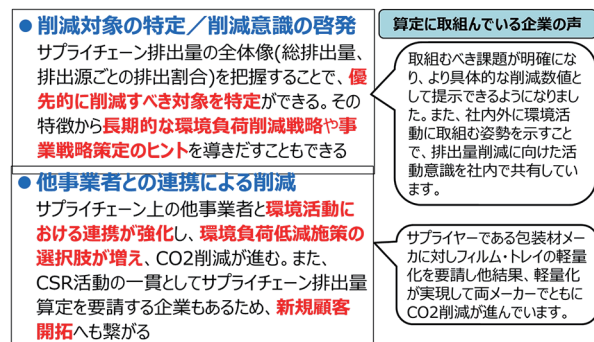 ●削減対象の特定／削減意識の啓発
サプライチェーン排出量の全体像(総排出量、
排出源ごとの排出割合)を把握することで、優
先的に削減すべき対象を特定ができる。その
特徴から長期的な環境負荷削減戦略や事
業戦略策定のヒントを導きだすこともできる
●他事業者との連携による削減
サプライチェーン上の他事業者と環境活動に
おける連携が強化し、環境負荷低減施策の
選択肢が増え、CO2削減が進む。また、
CSR活動の一貫としてサプライチェーン排出量
算定を要請する企業もあるため、新規顧客
開拓へも繋がる
算定に取組んでいる企業の声
取組むべき課題が明確にな
り、より具体的な削減数値と
して提示できるようになりまし
た。また、社内外に環境活
動に取組む姿勢を示すこと
で、排出量削減に向けた活
動意識を社内で共有してい
ます。
サプライヤーである包装材メー
カに対しフィルム・トレイの軽量
化を要請し他結果、軽量化
が実現して両メーカーでともに
CO2削減が進んでいます。